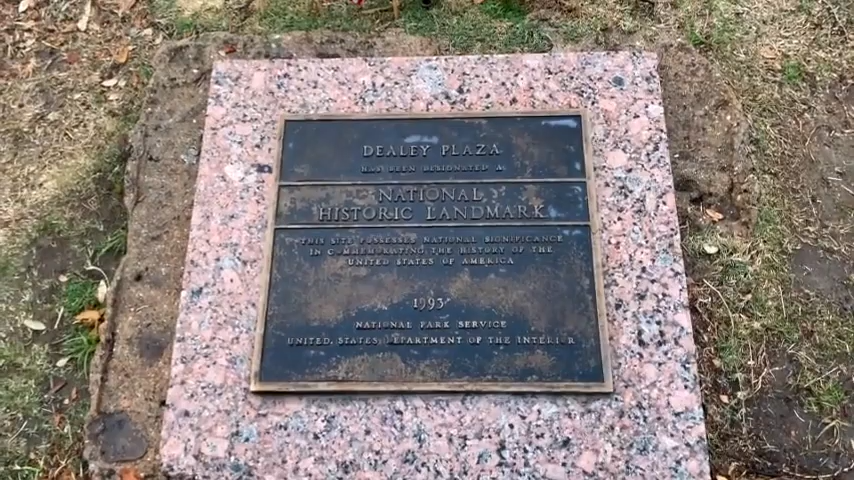 DEALEY PLAZA
HAS BEEN DESIGNATED A
NATIONAL
HISTORIC LANDMARK
THIS SITE POSSESSES NATIONAL SIGNIFICANCE
IN COMMEMORATING THE HISTORY OF THE
UNITED STATES OF AMERICA
1993
NATIONAL PARK SERVICE
UNITED STATES DEPARTMENT OF THE INTERIOR